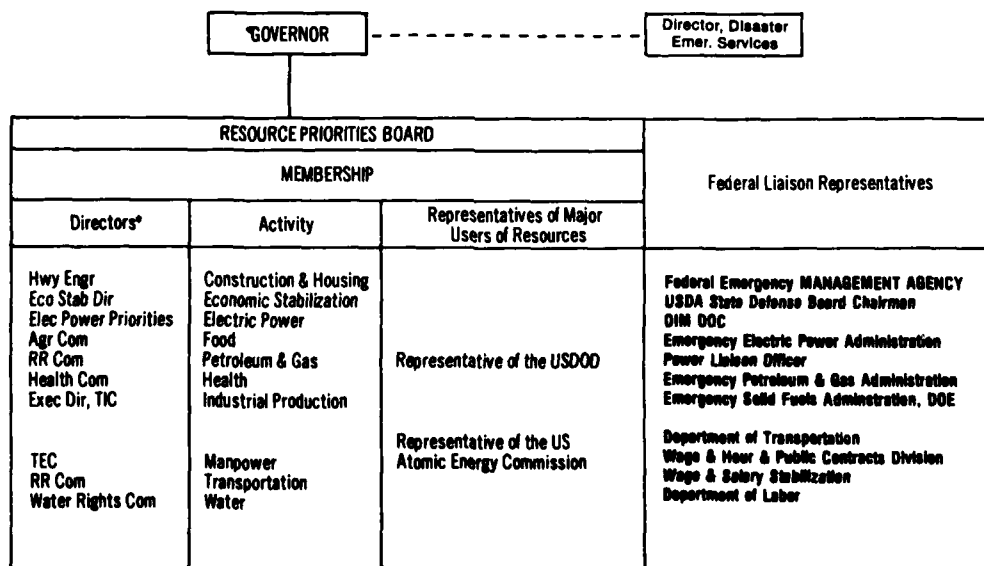 *GOVERNOR
Director, Disaster
Emer. Services
RESOURCE PRIORITIES BOARD
MEMBERSHIP
Federal Liaison Representatives
Directors*
Activity
Representatives of Major
Users of Resources
Hwy Engr
Eco Stab Dir
Elec Power Priorities
Agr Com
RR Com
Health Com
Exec Dir, TIC
TEC
RR Com
Water Rights Com
Construction & Housing
Economic Stabilization
Electric Power
Food
Petroleum & Gas
Health
Industrial Production
Manpower
Transportation
Water
Representative of the USDOD
Representative of the US
Atomic Energy Commission
Federal Emergency MANAGEMENT AGENCY
USDA State Defense Board Chairman
OIM DOC
Emergency Electric Power Administration
Power Liaison Officer
Emergency Petroleum & Gas Administration
Emergency Solid Fuels Adminstration, DOE
Department of Transportation
Wage & Hour & Public Contracts Division
Wage & Salary Stabilization
Department of Labor